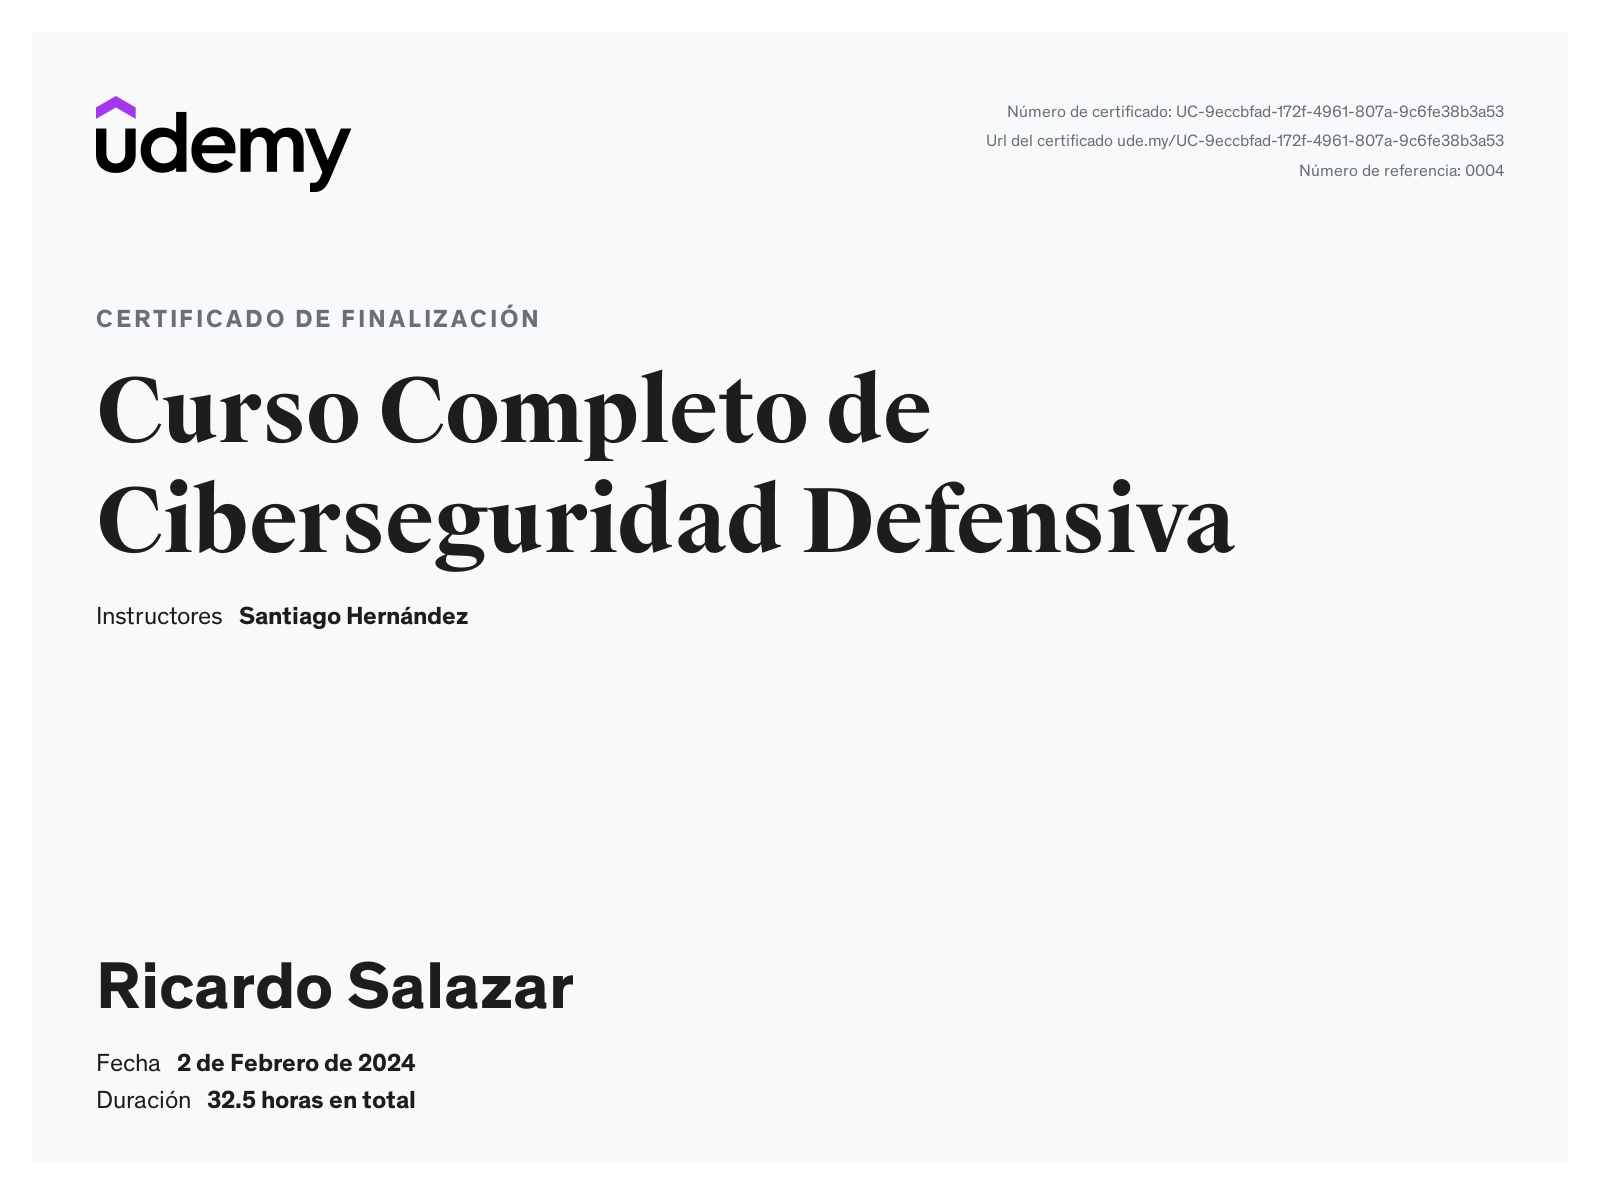 udemy
Número de certificado: UC-9eccbfad-172f-4961-807a-9c6fe38b3a53
Url del certificado ude.my/UC-9eccbfad-172f-4961-807a-9c6fe38b3a53
Número de referencia: 0004
CERTIFICADO DE FINALIZACIÓN
Curso Completo de
Ciberseguridad Defensiva
Instructores Santiago Hernández
Ricardo Salazar
Fecha 2 de Febrero de 2024
Duración 32.5 horas en total